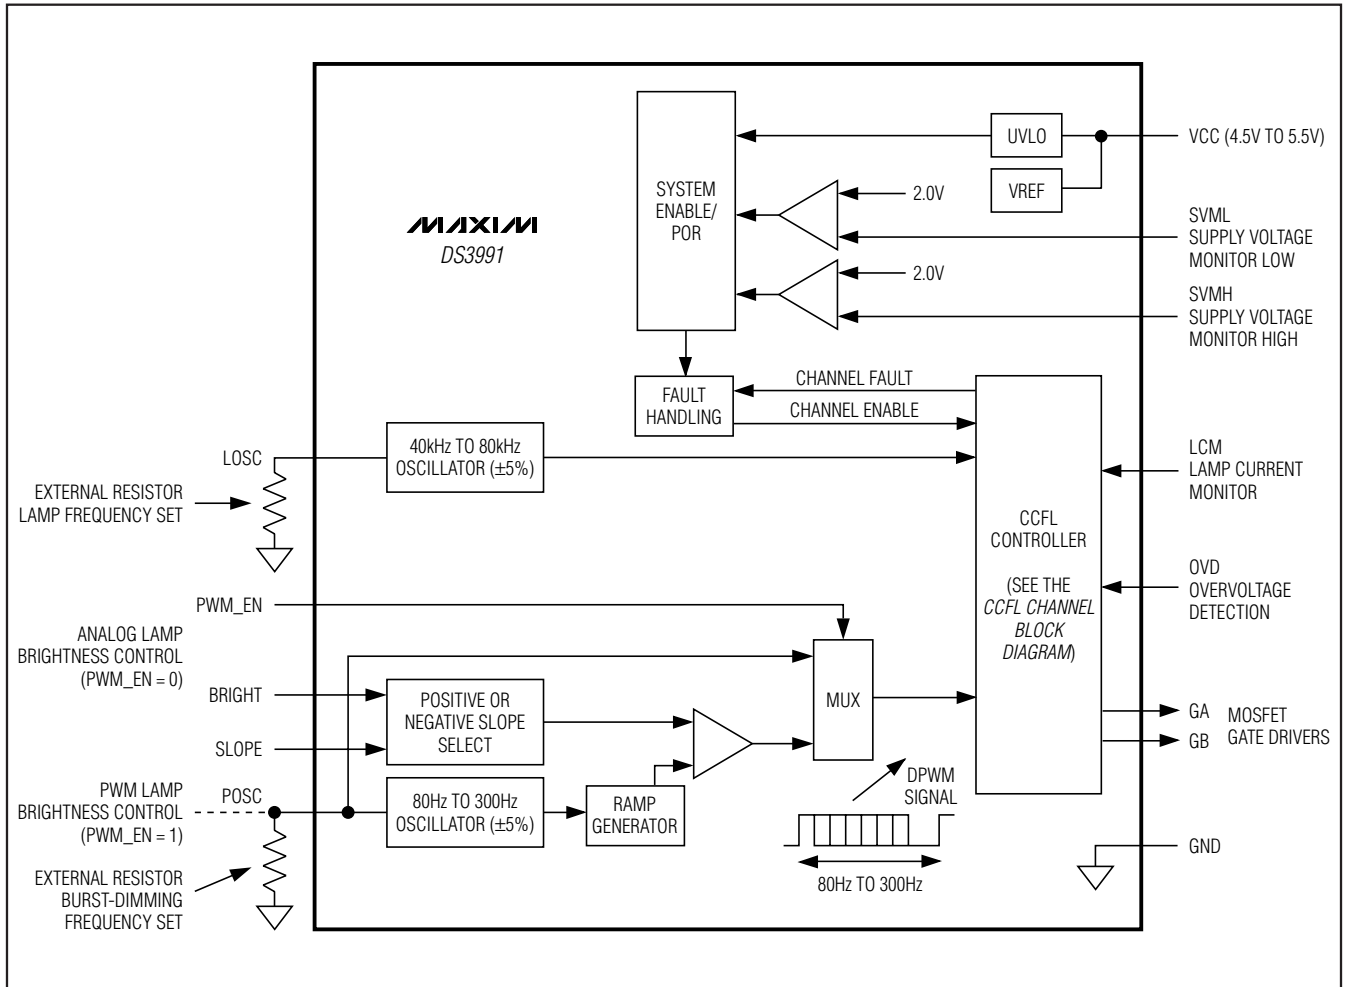 UVLO
VCC (4.5V TO 5.5V)
VREF
SYSTEM
ENABLE/
POR
2.0V
SVML
SUPPLY VOLTAGE
MONITOR LOW
2.0V
SVMH
SUPPLY VOLTAGE
MONITOR HIGH
MAXIM
DS3991
FAULT
HANDLING
CHANNEL FAULT
CHANNEL ENABLE
LOSC
40kHz TO 80kHz
OSCILLATOR (±5%)
EXTERNAL RESISTOR
LAMP FREQUENCY SET
LCM
LAMP CURRENT
MONITOR
CCFL
CONTROLLER
(SEE THE
CCFL CHANNEL
BLOCK
DIAGRAM)
OVD
OVERVOLTAGE
DETECTION
PWM_EN
ANALOG LAMP
BRIGHTNESS CONTROL
(PWM_EN = 0)
BRIGHT
SLOPE
POSITIVE OR
NEGATIVE SLOPE
SELECT
MUX
GA
GB
MOSFET
GATE DRIVERS
PWM LAMP
BRIGHTNESS CONTROL
(PWM_EN = 1)
POSC
80Hz TO 300Hz
OSCILLATOR (±5%)
RAMP
GENERATOR
DPWM
SIGNAL
80Hz TO 300Hz
GND
EXTERNAL RESISTOR
BURST-DIMMING
FREQUENCY SET